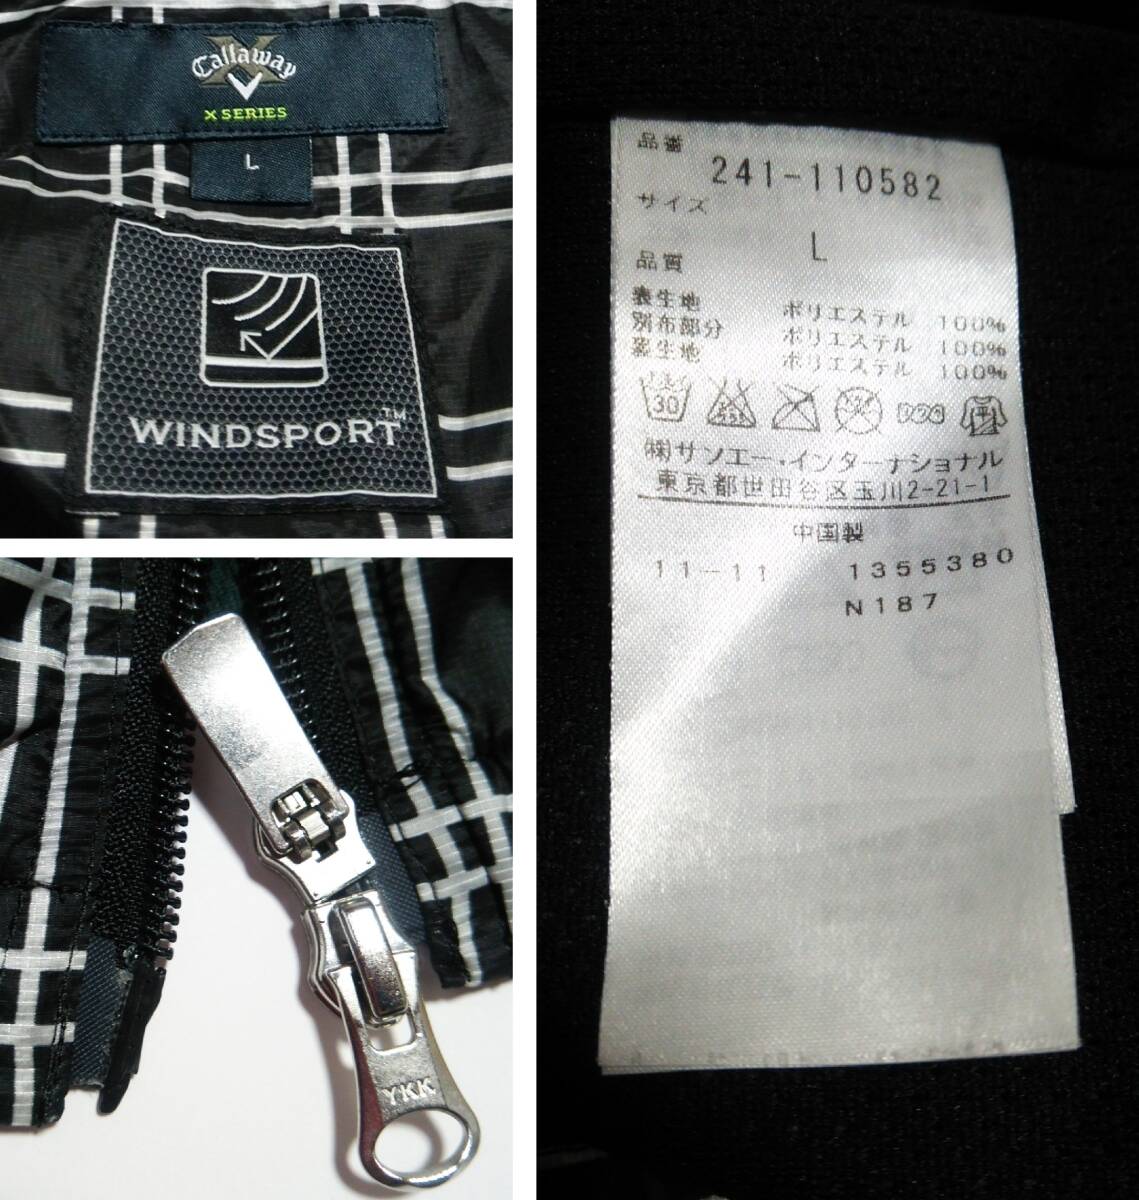 Callaway
X SERIES
L
WINDSPORT™
YKK
品番
241-110582
サイズ
L
品質
表生地 ポリエステル 100%
別布部分 ポリエステル 100%
裏生地 ポリエステル 100%
30
(株)サンエー・インターナショナル
東京都世田谷区玉川2-21-1
中国製
11-11 1355380
N187